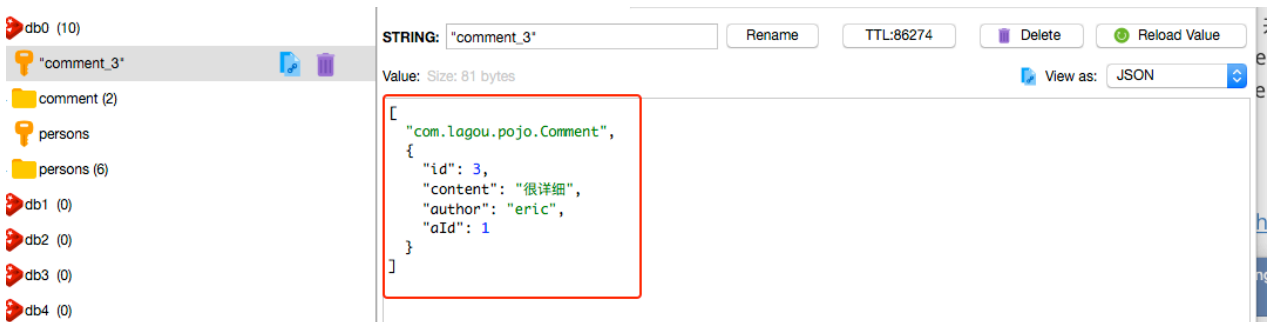 db0 (10)
"comment_3"
comment (2)
persons
persons (6)
db1 (0)
db2 (0)
db3 (0)
db4 (0)
STRING: "comment_3" Rename TTL:86274 Delete Reload Value
Value: Size: 81 bytes View as: JSON
[
"com.lagou.pojo.Comment",
{
"id": 3,
"content": "很详细",
"author": "eric",
"aId": 1
}
]